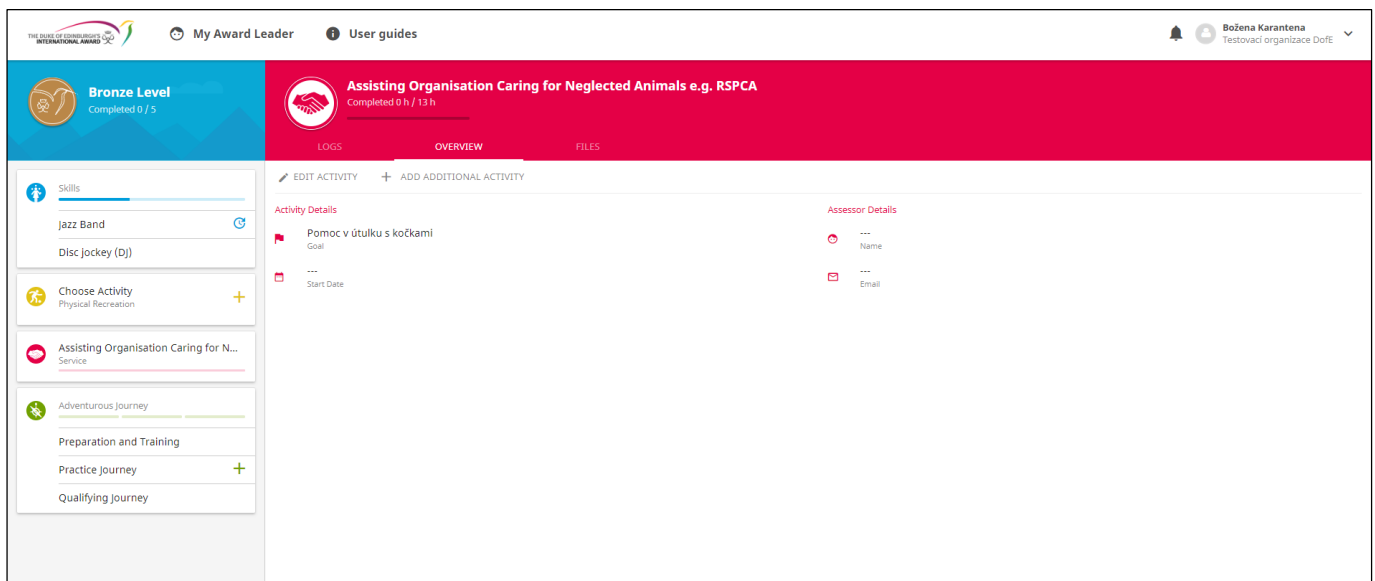 THE DUKE OF EDINBURGH'S
INTERNATIONAL AWARD
My Award Leader
User guides
Božena Karantena
Testovací organizace DofE
Bronze Level
Completed 0 / 5
Assisting Organisation Caring for Neglected Animals e.g. RSPCA
Completed 0 h / 13 h
LOGS
OVERVIEW
FILES
Skills
Jazz Band
Disc jockey (DJ)
Choose Activity
Physical Recreation
Assisting Organisation Caring for N...
Service
Adventurous Journey
Preparation and Training
Practice Journey
Qualifying Journey
EDIT ACTIVITY
ADD ADDITIONAL ACTIVITY
Activity Details
Pomoc v útulku s kočkami
Goal
---
Start Date
Assessor Details
---
Name
---
Email